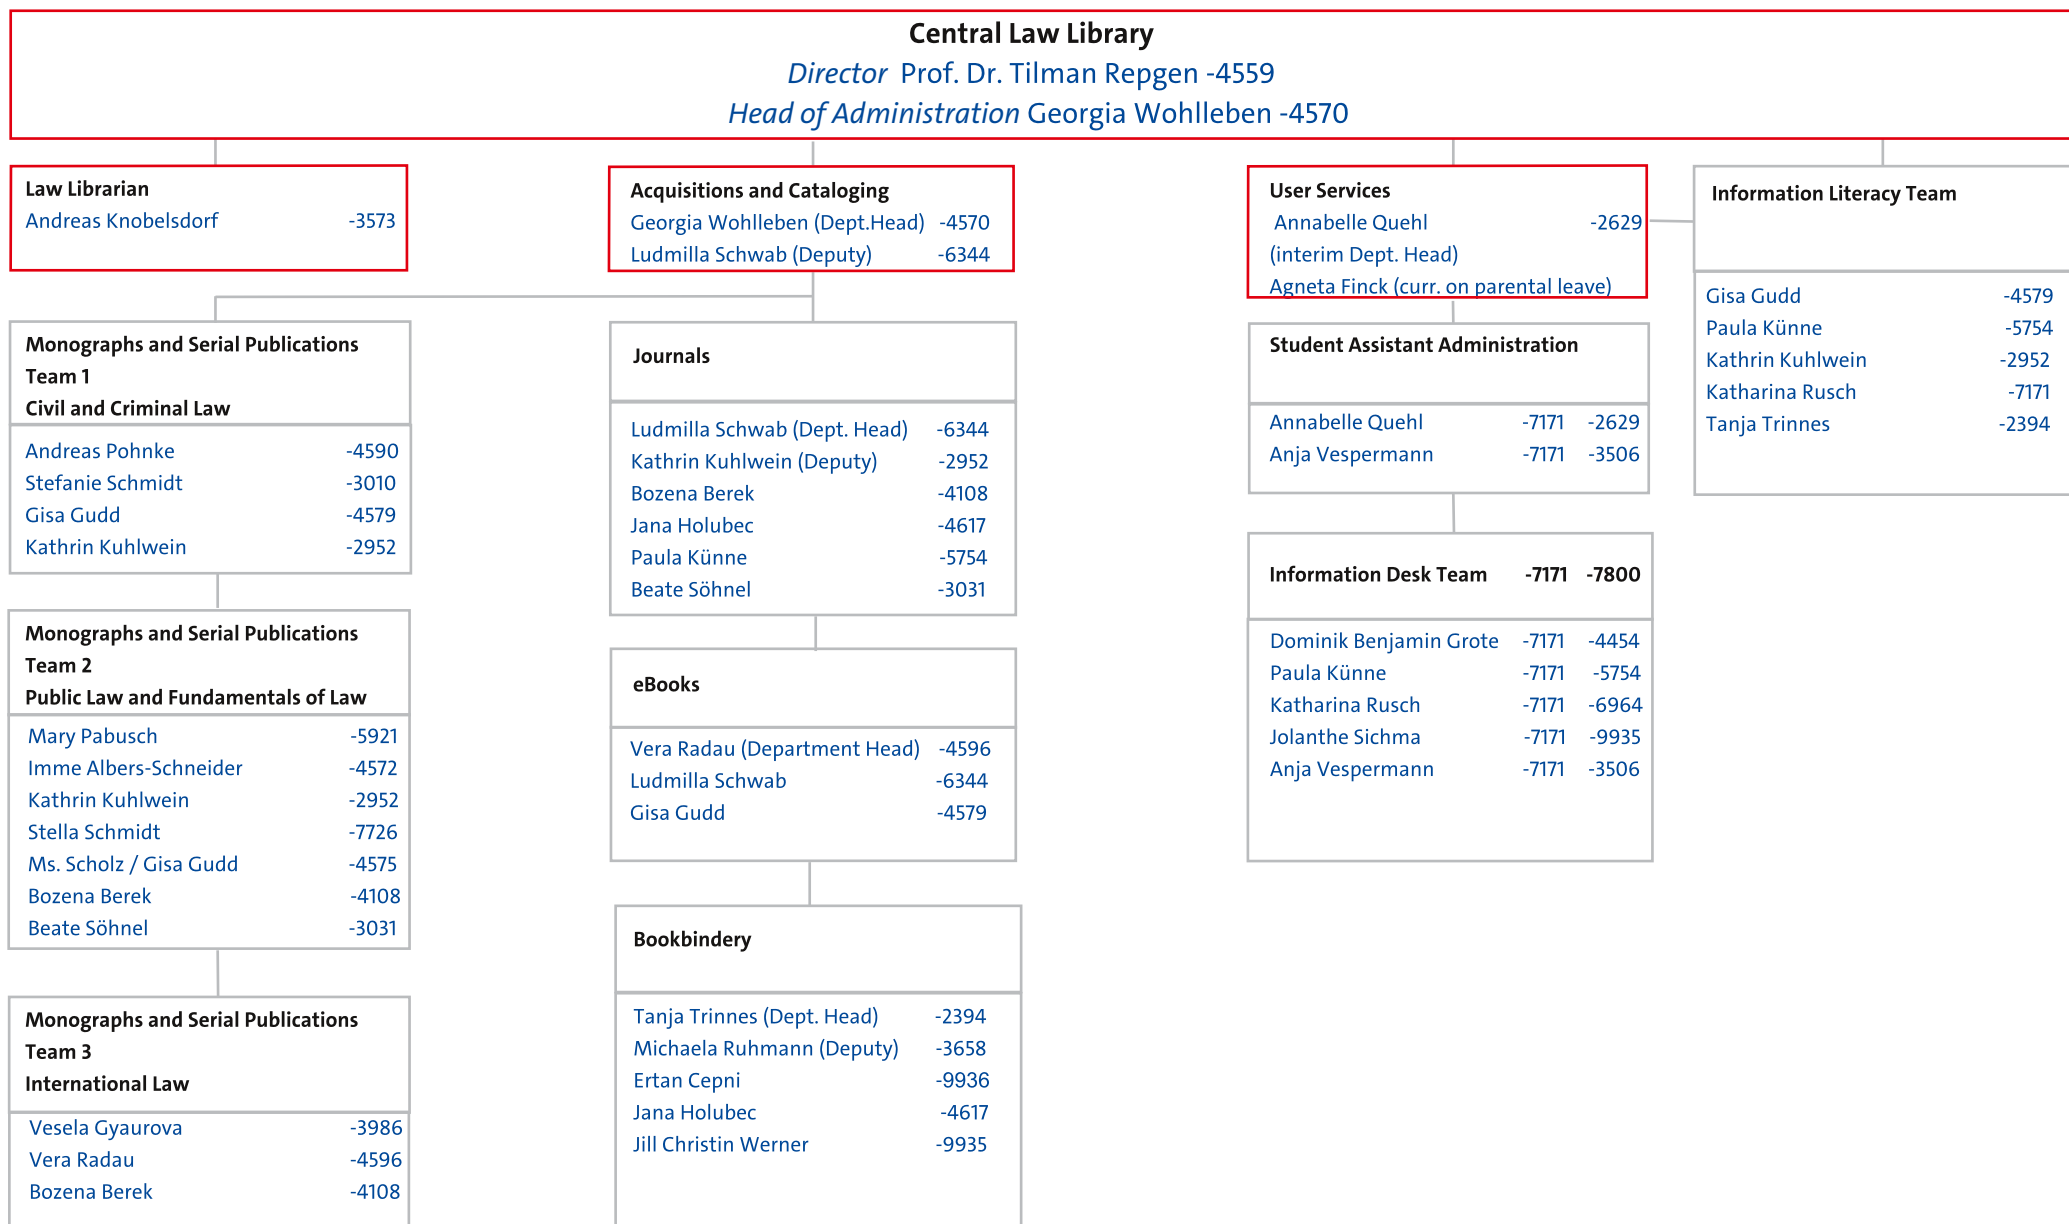 Central Law Library
Director Prof. Dr. Tilman Repgen -4559
Head of Administration Georgia Wohlleben -4570
Law Librarian
Andreas Knobelsdorf -3573
Acquisitions and Cataloging
Georgia Wohlleben (Dept.Head) -4570
Ludmilla Schwab (Deputy) -6344
User Services
Annabelle Quehl -2629
(interim Dept. Head)
Agneta Finck (curr. on parental leave)
Information Literacy Team
Gisa Gudd -4579
Paula Künne -5754
Kathrin Kuhlwein -2952
Katharina Rusch -7171
Tanja Trinnes -2394
Monographs and Serial Publications
Team 1
Civil and Criminal Law
Andreas Pohnke -4590
Stefanie Schmidt -3010
Gisa Gudd -4579
Kathrin Kuhlwein -2952
Monographs and Serial Publications
Team 2
Public Law and Fundamentals of Law
Mary Pabusch -5921
Imme Albers-Schneider -4572
Kathrin Kuhlwein -2952
Stella Schmidt -7726
Ms. Scholz / Gisa Gudd -4575
Bozena Berek -4108
Beate Söhnel -3031
Monographs and Serial Publications
Team 3
International Law
Vesela Gyaurova -3986
Vera Radau -4596
Bozena Berek -4108
Journals
Ludmilla Schwab (Dept. Head) -6344
Kathrin Kuhlwein (Deputy) -2952
Bozena Berek -4108
Jana Holubec -4617
Paula Künne -5754
Beate Söhnel -3031
eBooks
Vera Radau (Department Head) -4596
Ludmilla Schwab -6344
Gisa Gudd -4579
Bookbindery
Tanja Trinnes (Dept. Head) -2394
Michaela Ruhmann (Deputy) -3658
Ertan Cepni -9936
Jana Holubec -4617
Jill Christin Werner -9935
Student Assistant Administration
Annabelle Quehl -7171 -2629
Anja Vespermann -7171 -3506
Information Desk Team -7171 -7800
Dominik Benjamin Grote -7171 -4454
Paula Künne -7171 -5754
Katharina Rusch -7171 -6964
Jolanthe Sichma -7171 -9935
Anja Vespermann -7171 -3506